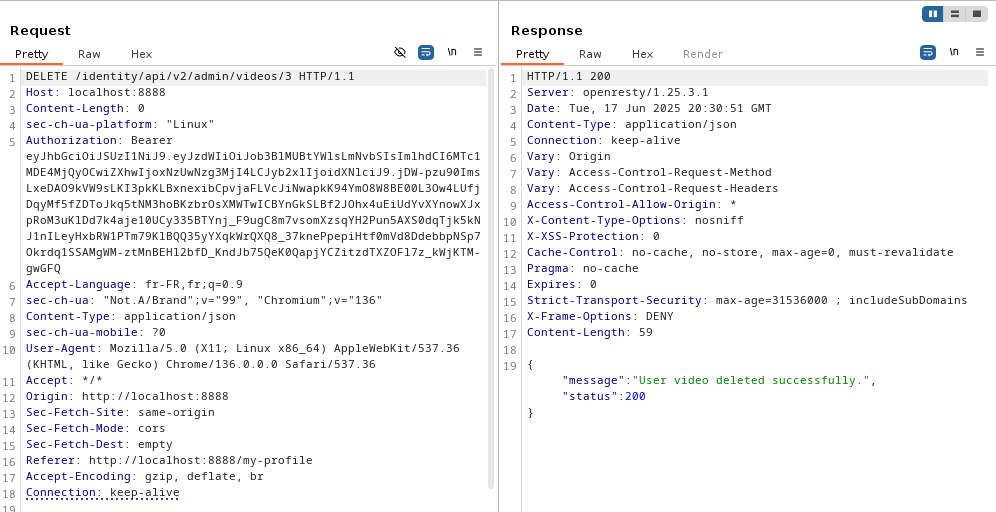 Request
Pretty Raw Hex
\n
1 DELETE /identity/api/v2/admin/videos/3 HTTP/1.1
2 Host: localhost:8888
3 Content-Length: 0
4 sec-ch-ua-platform: "Linux"
5 Authorization: Bearer
eyJhbGciOiJSUzI1NiJ9.eyJzdWIiOiJob3BlMUBtYWlsLmNvbSIsImlhdCI6MTc1
MDE4MjQyOCwiZXhwIjoxNzUwNzg3MjI4LCJyb2xlIjoidXNlciJ9.jDW-pzu90Ims
LxeDAO9kVW9sLKI3pkKLBxnexibCpvjaFLVcJiNwapkK94YmO8W8BE00L3Ow4LUfj
DqyMf5fZDToJkq5tNM3hoBKzbrOsXMWTwICBYnGkSLBf2JOhx4uEiUdYvXYnowXJx
pRoM3uKlDd7k4aje10UCy335BTYnj_F9ugC8m7vsomXzsqYH2Pun5AXS0dqTjk5kN
J1nILeyHxbRW1PTm79KlBQQ35yYXqkWrQXQ8_37knePpepiHtf0mVd8DdebbpNSp7
Okrdq1SSAMgWM-ztMnBEHl2bfD_KndJb75QeK0QapjYCZitzdTXZOFl7z_kWjKTM-
gwGFQ
6 Accept-Language: fr-FR,fr;q=0.9
7 sec-ch-ua: "Not.A/Brand";v="99", "Chromium";v="136"
8 Content-Type: application/json
9 sec-ch-ua-mobile: ?0
10 User-Agent: Mozilla/5.0 (X11; Linux x86_64) AppleWebKit/537.36
(KHTML, like Gecko) Chrome/136.0.0.0 Safari/537.36
11 Accept: */*
12 Origin: http://localhost:8888
13 Sec-Fetch-Site: same-origin
14 Sec-Fetch-Mode: cors
15 Sec-Fetch-Dest: empty
16 Referer: http://localhost:8888/my-profile
17 Accept-Encoding: gzip, deflate, br
18 Connection: keep-alive
19
Response
Pretty Raw Hex Render
\n
1 HTTP/1.1 200
2 Server: openresty/1.25.3.1
3 Date: Tue, 17 Jun 2025 20:30:51 GMT
4 Content-Type: application/json
5 Connection: keep-alive
6 Vary: Origin
7 Vary: Access-Control-Request-Method
8 Vary: Access-Control-Request-Headers
9 Access-Control-Allow-Origin: *
10 X-Content-Type-Options: nosniff
11 X-XSS-Protection: 0
12 Cache-Control: no-cache, no-store, max-age=0, must-revalidate
13 Pragma: no-cache
14 Expires: 0
15 Strict-Transport-Security: max-age=31536000 ; includeSubDomains
16 X-Frame-Options: DENY
17 Content-Length: 59
18
19 {
"message":"User video deleted successfully.",
"status":200
}